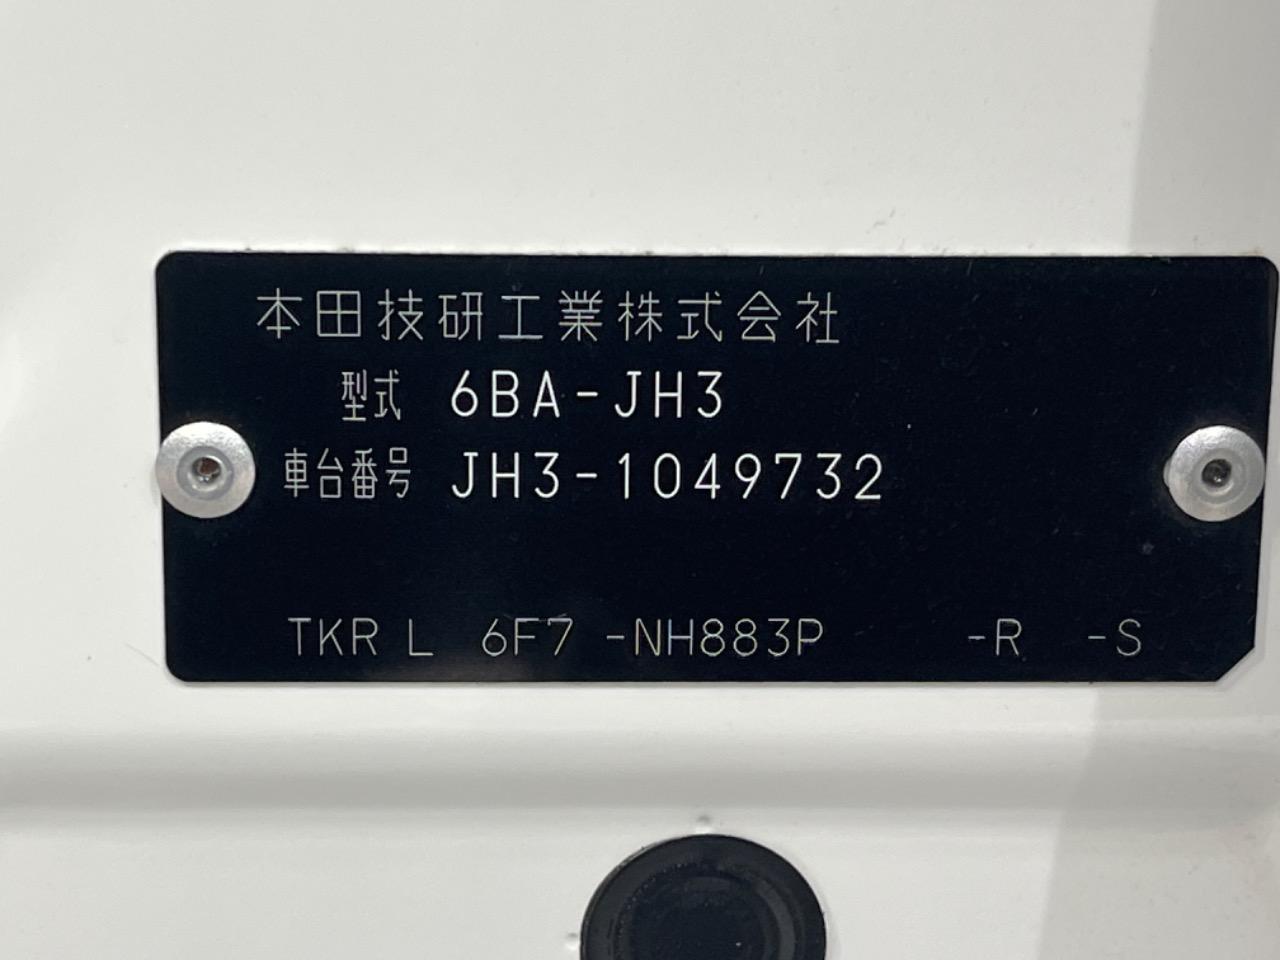 本田技研工業株式会社
型式 6BA-JH3
車台番号 JH3-1049732
TKR L 6F7 -NH883P -R -S